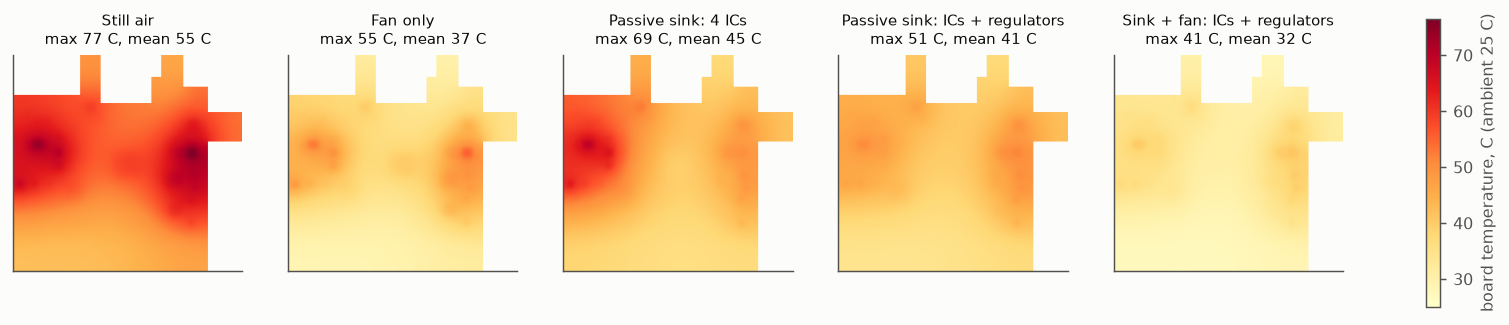 Still air
max 77 C, mean 55 C
Fan only
max 55 C, mean 37 C
Passive sink: 4 ICs
max 69 C, mean 45 C
Passive sink: ICs + regulators
max 51 C, mean 41 C
Sink + fan: ICs + regulators
max 41 C, mean 32 C
70
60
50
40
30
board temperature, C (ambient 25 C)